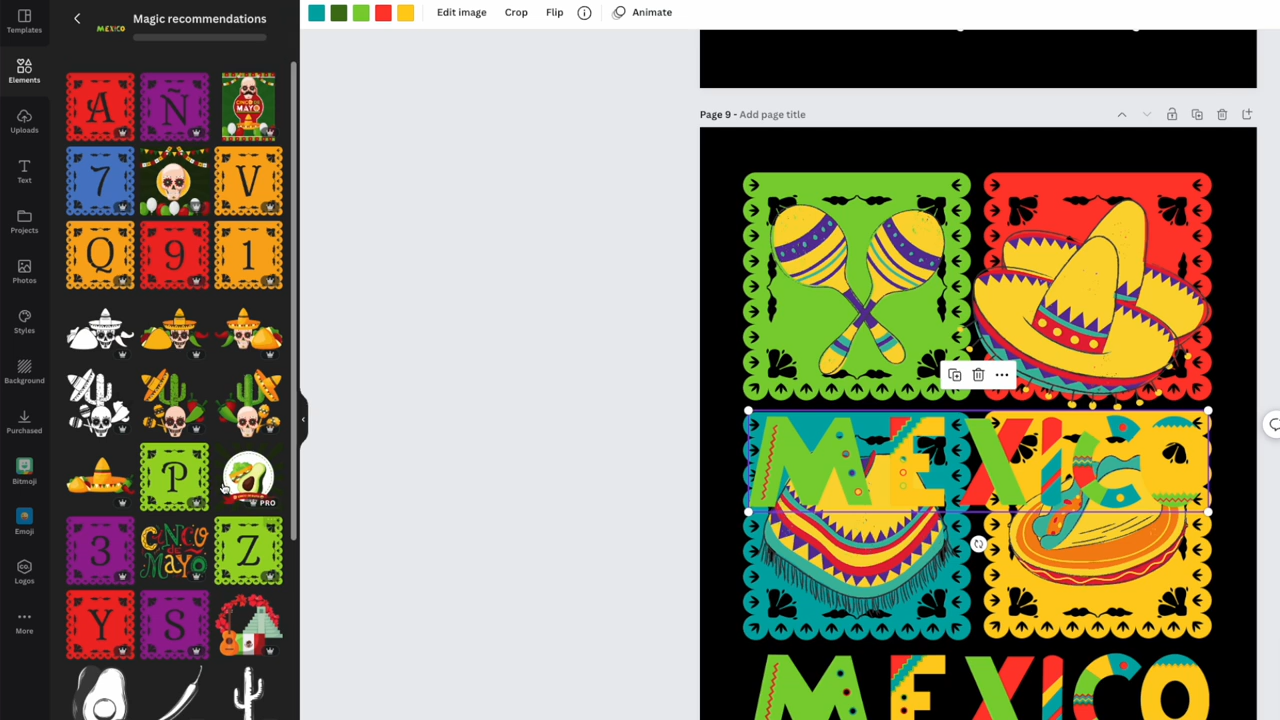 Templates
Elements
Uploads
Text
Projects
Photos
Styles
Background
Purchased
Bitmoji
Emoji
Logos
More
Magic recommendations
MEXICO
A
Ñ
CINCO DE
MAYO
7
V
Q
9
1
P
PRO
3
CiNCO
de
MAYO
Z
Y
S
Edit image
Crop
Flip
Animate
Page 9 - Add page title
MEXICO
MEXICO